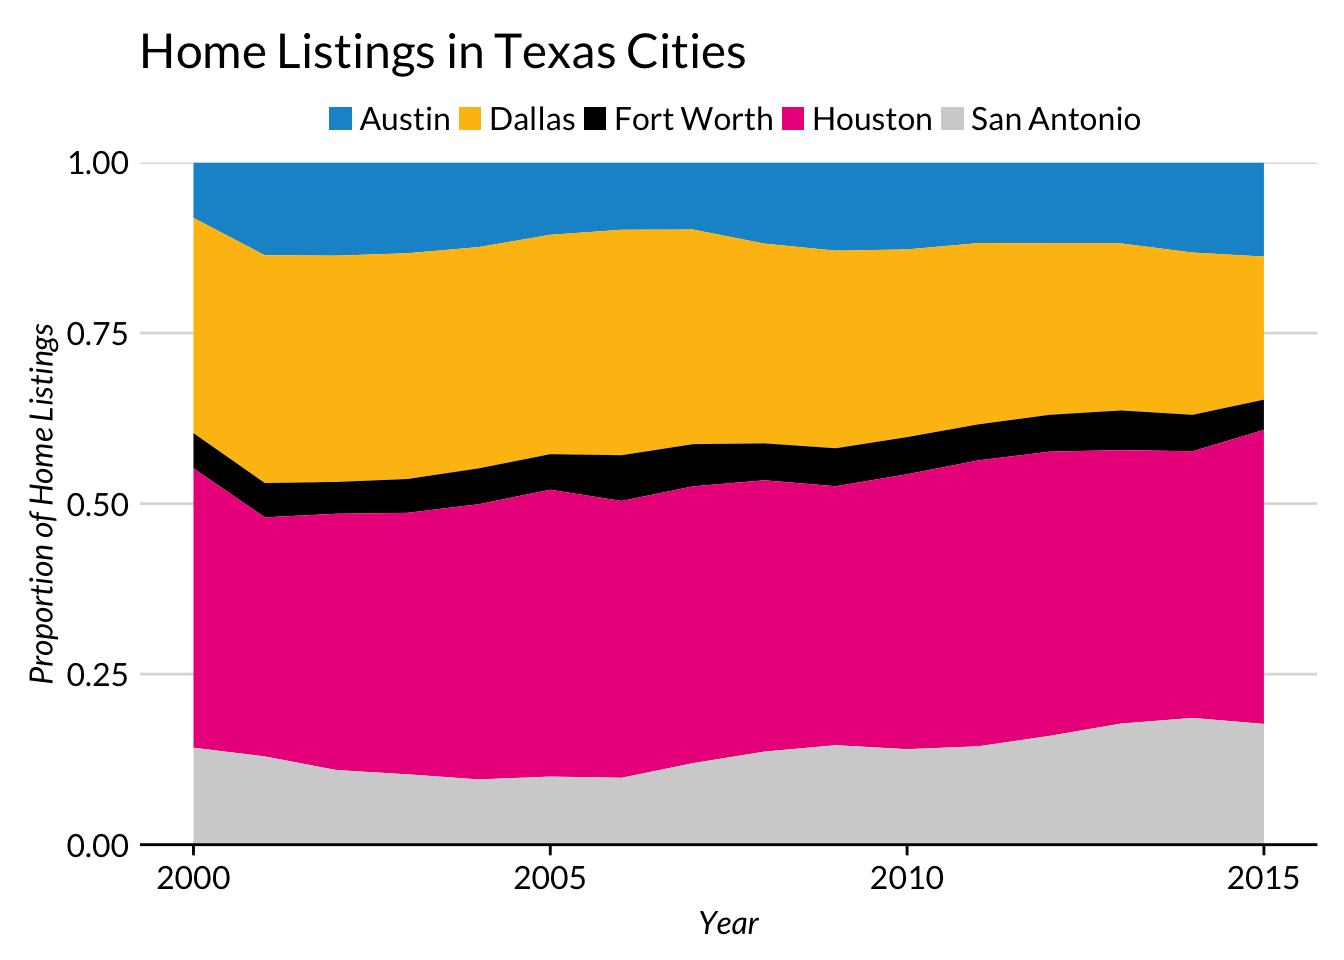 Home Listings in Texas Cities
Austin Dallas Fort Worth Houston San Antonio
1.00
0.75
0.50
0.25
0.00
Proportion of Home Listings
2000 2005 2010 2015
Year